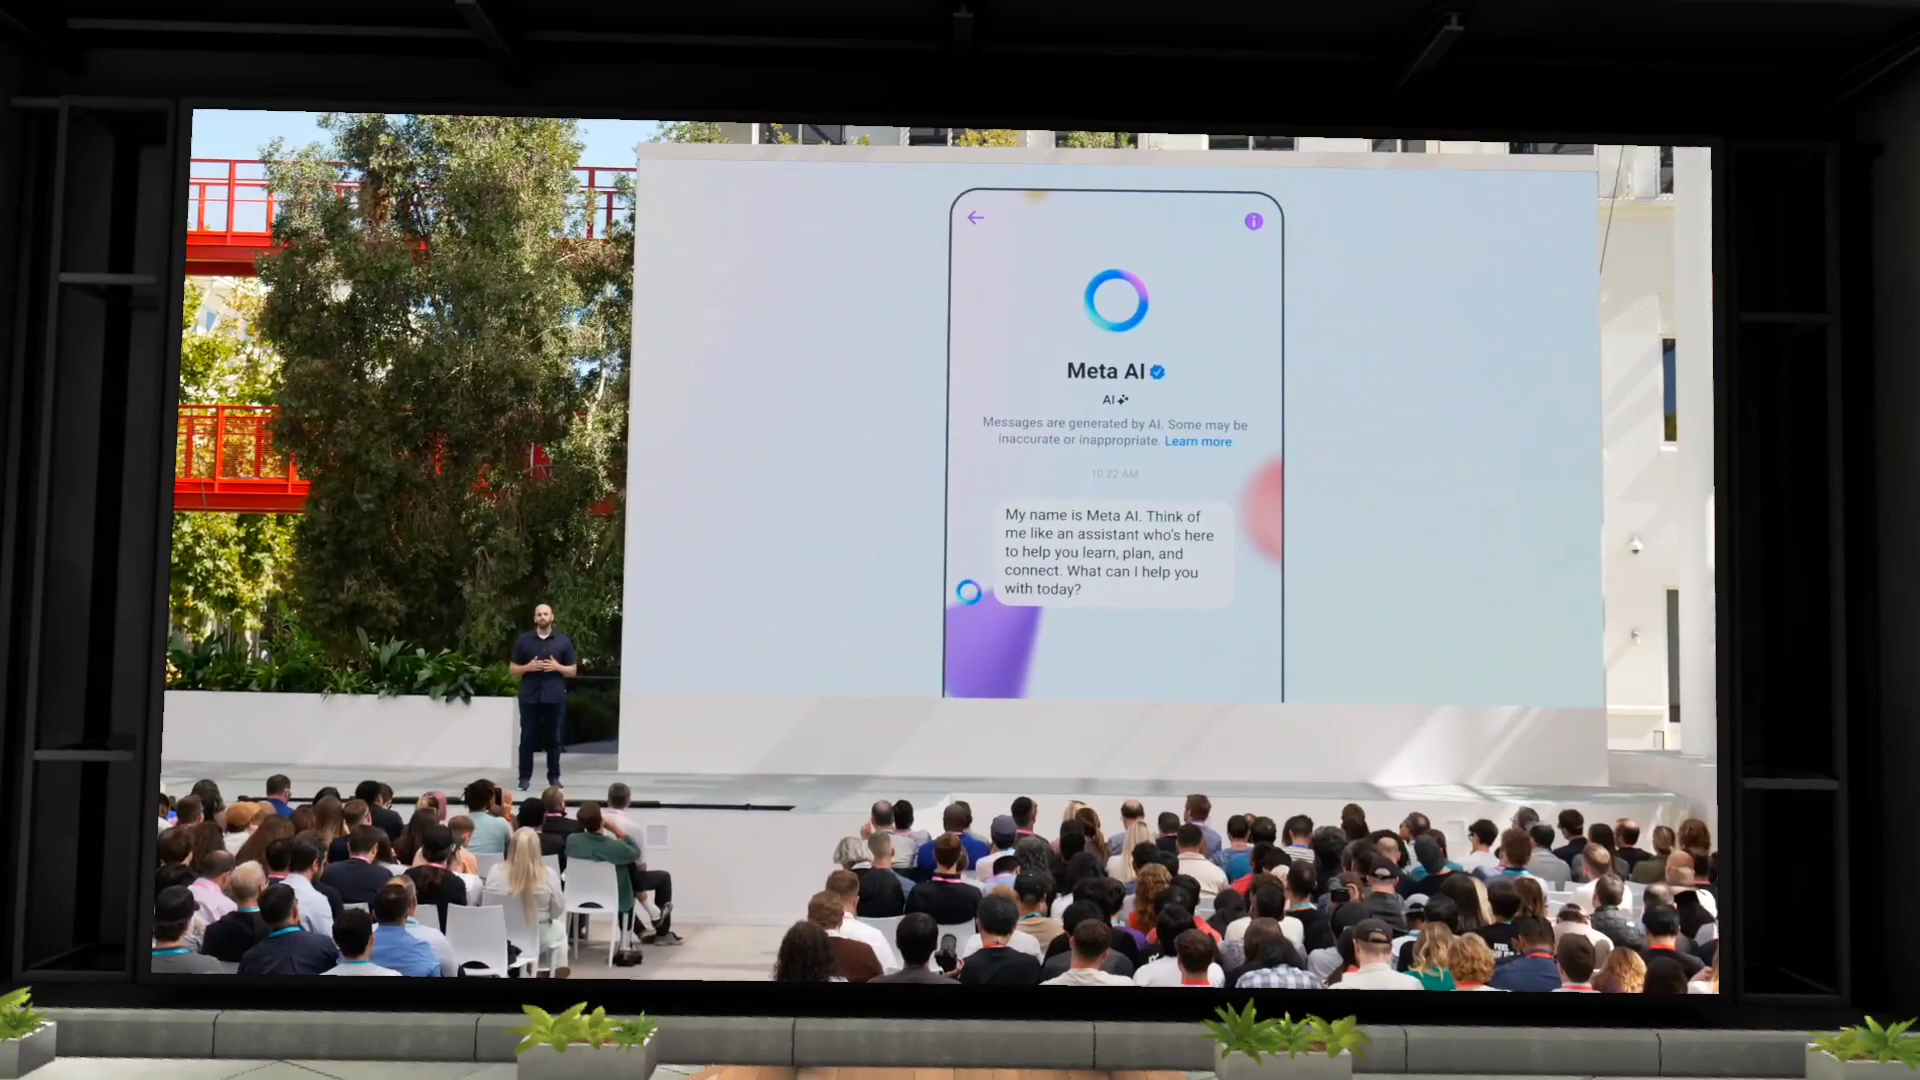 Meta AI
AI
Messages are generated by AI. Some may be
inaccurate or inappropriate. Learn more
10:22 AM
My name is Meta AI. Think of
me like an assistant who's here
to help you learn, plan, and
connect. What can I help you
with today?